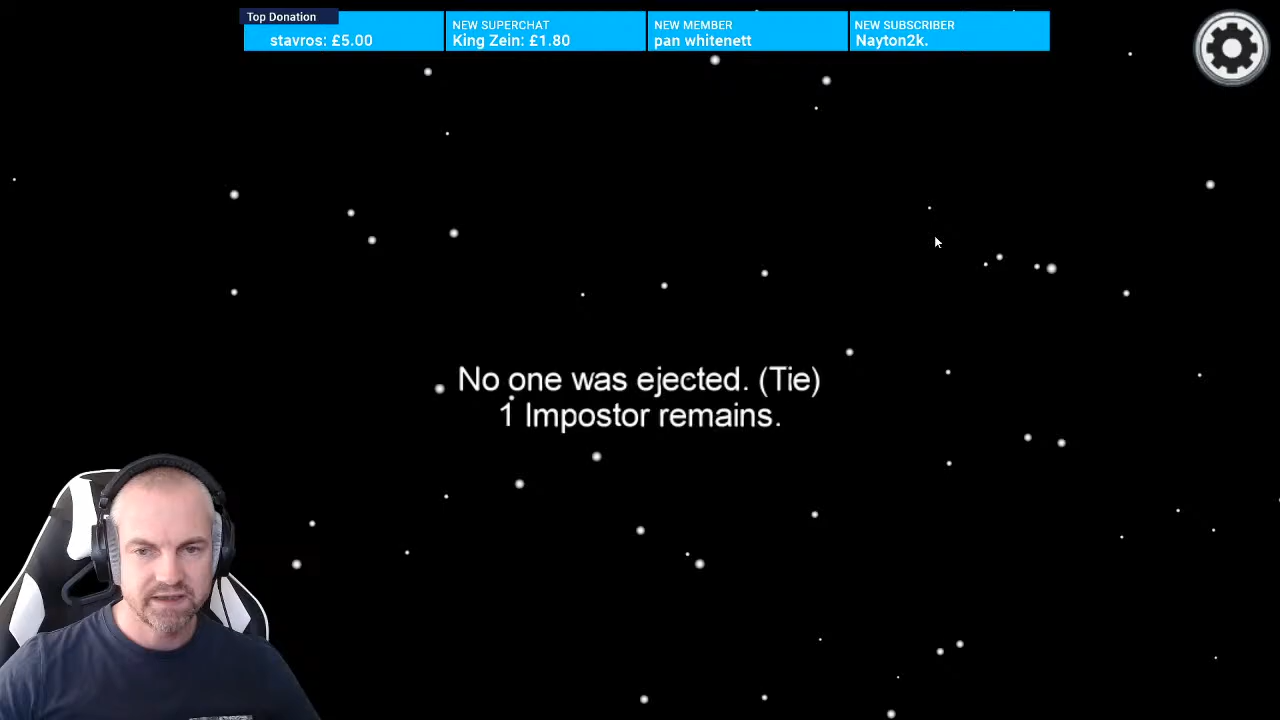 Top Donation
stavros: £5.00
NEW SUPERCHAT
King Zein: £1.80
NEW MEMBER
pan whitenett
NEW SUBSCRIBER
Nayton2k.
No one was ejected. (Tie)
1 Impostor remains.